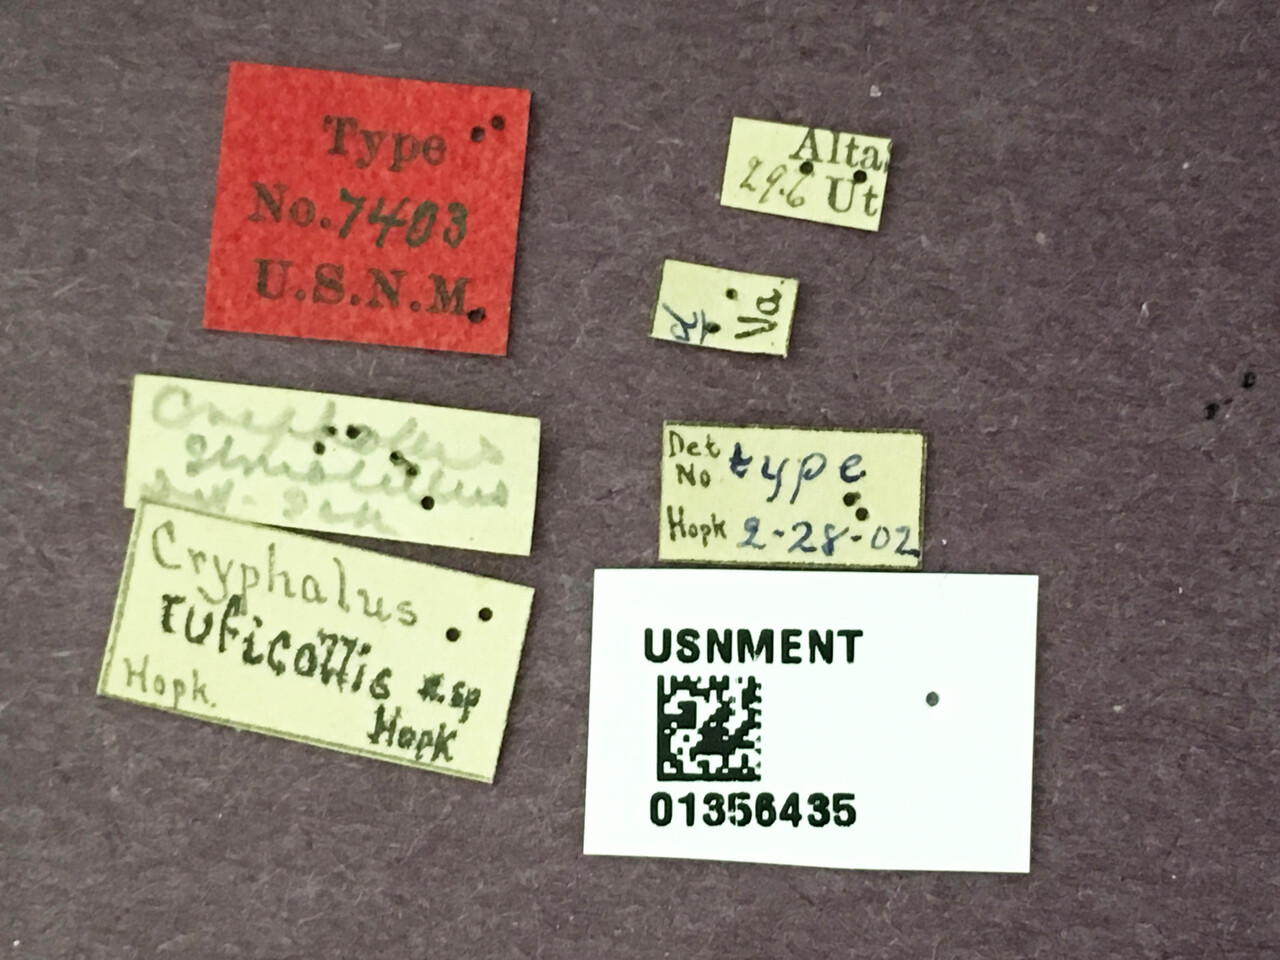 Type
No. 7403
U.S.N.M.
Alta
29.6 Ut
Va.
Det
No type
Hopk 2-28-02
Cryphalus
ruficollis n.sp
Hopk. Hopk
USNMENT
01356435